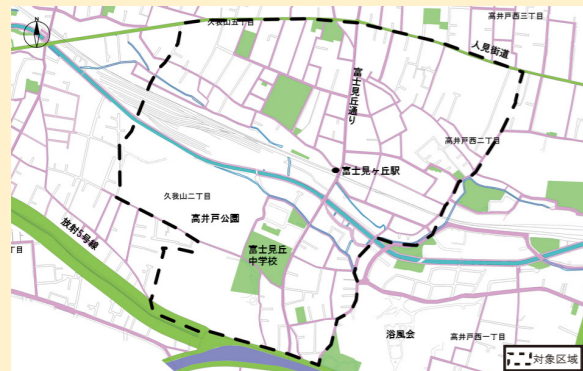 N
久我山五丁目
高井戸西三丁目
人見街道
富士見丘通り
高井戸西二丁目
富士見ヶ丘駅
久我山二丁目
高井戸公園
放射5号線
丁目
富士見丘
中学校
浴風会
高井戸西一丁目
対象区域